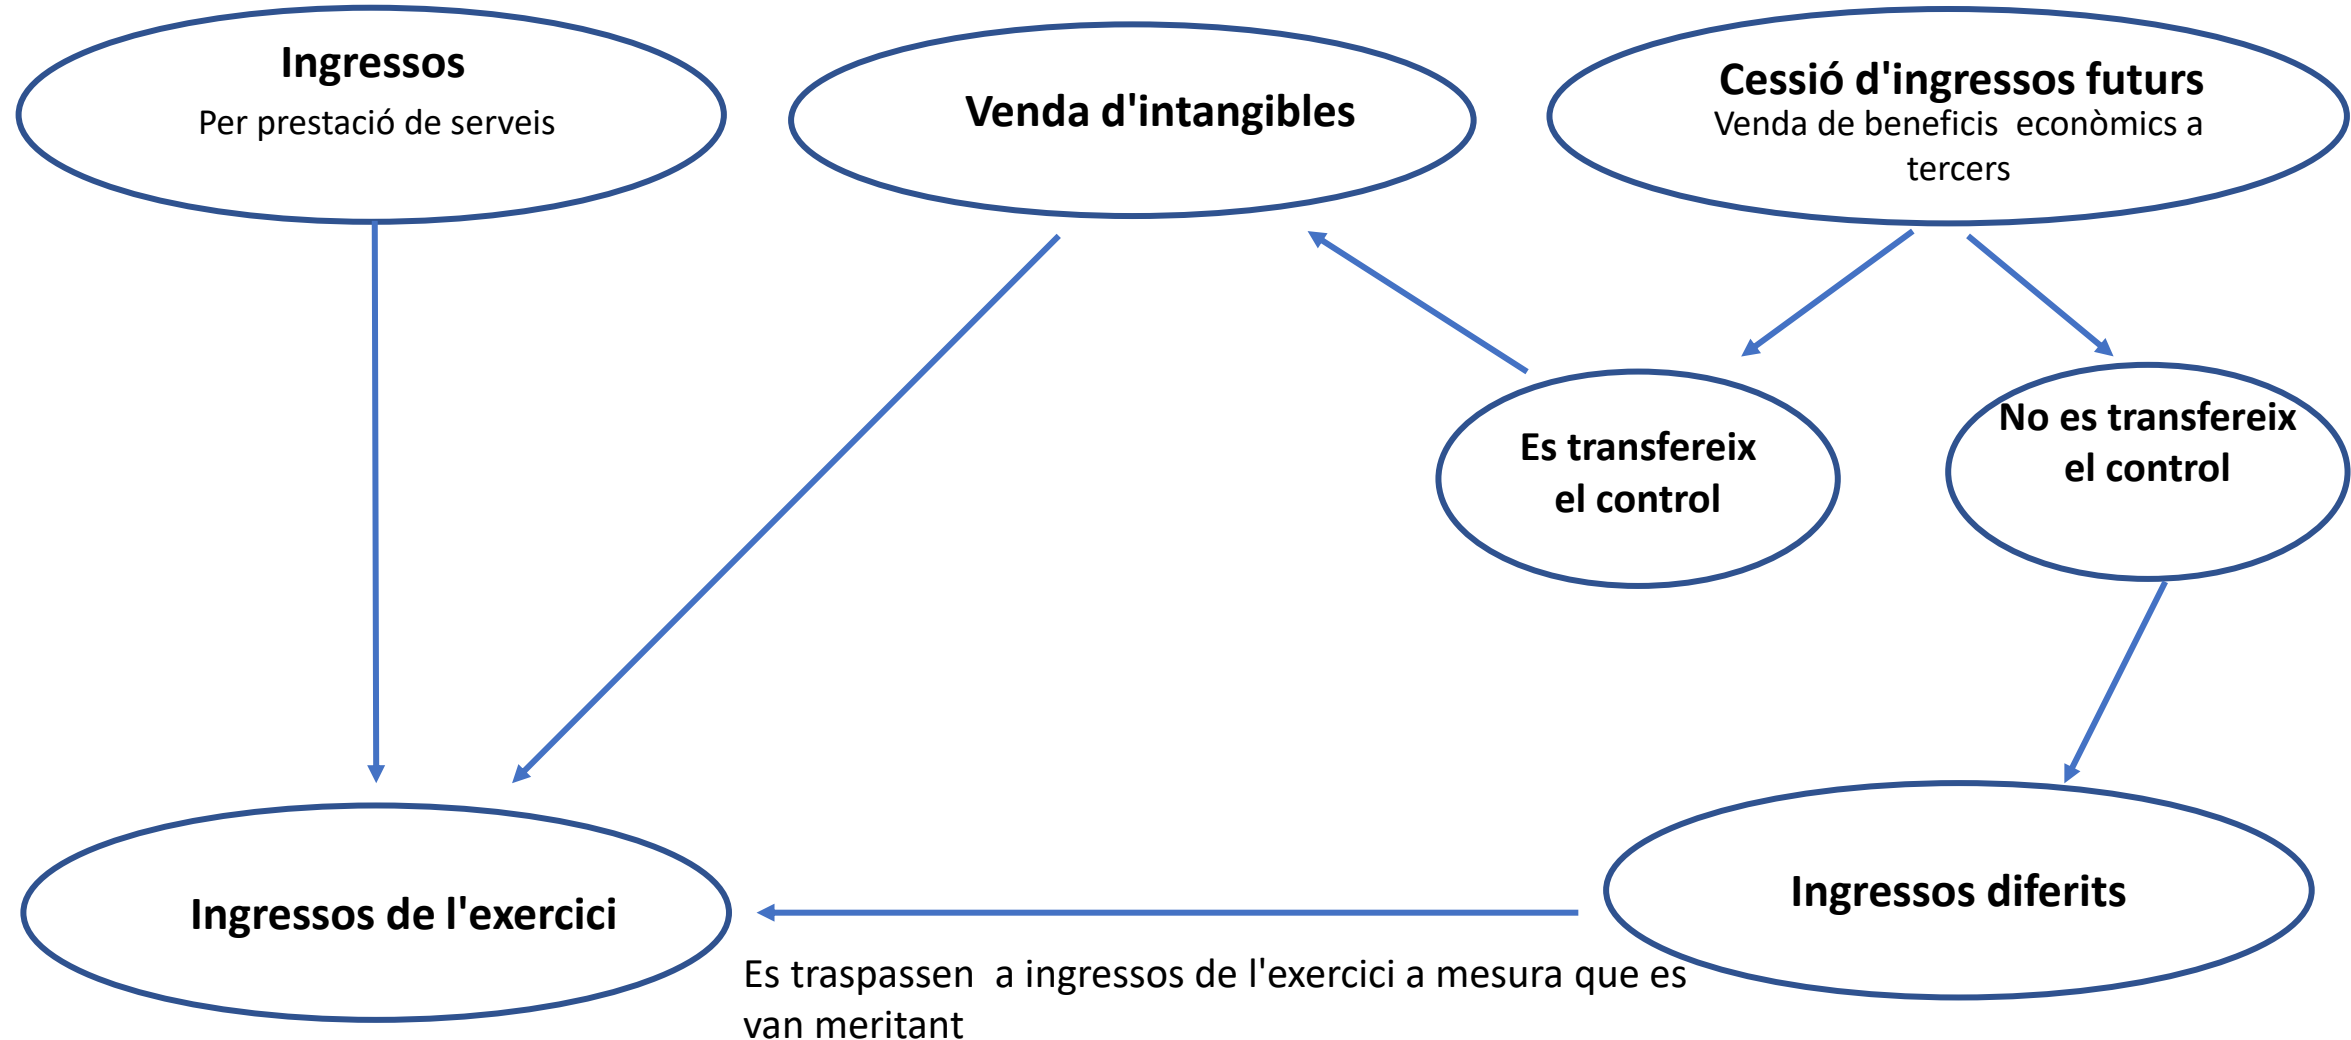 Ingressos
Per prestació de serveis
Venda d'intangibles
Cessió d'ingressos futurs
Venda de beneficis  econòmics a
tercers
Es transfereix
el control
No es transfereix
el control
Ingressos de l'exercici
Ingressos diferits
Es traspassen  a ingressos de l'exercici a mesura que es
van meritant